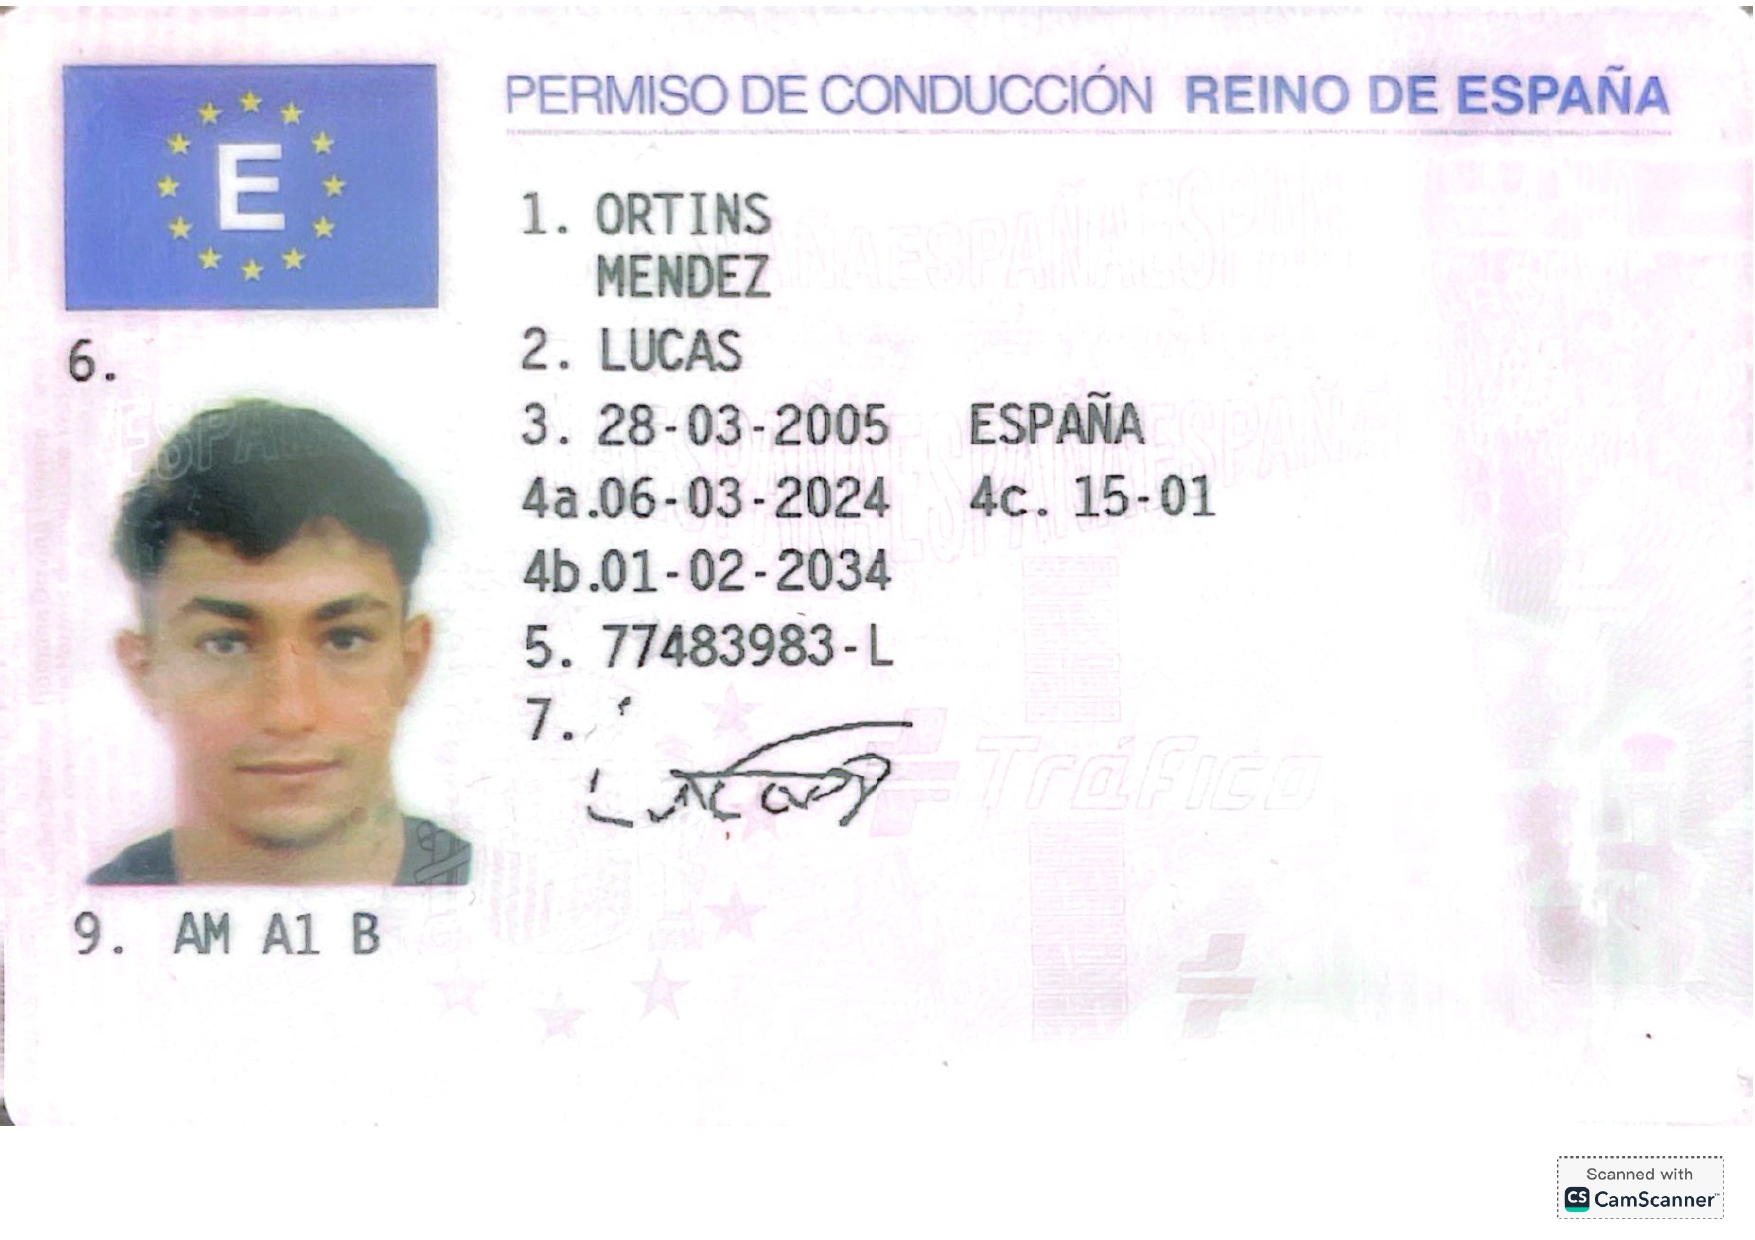 E
PERMISO DE CONDUCCIÓN REINO DE ESPAÑA
1. ORTINS
MENDEZ
2. LUCAS
3. 28-03-2005 ESPAÑA
4a.06-03-2024 4c. 15-01
4b.01-02-2034
5. 77483983-L
6.
7.
Tráfico
9. AM A1 B
Scanned with
CS CamScanner